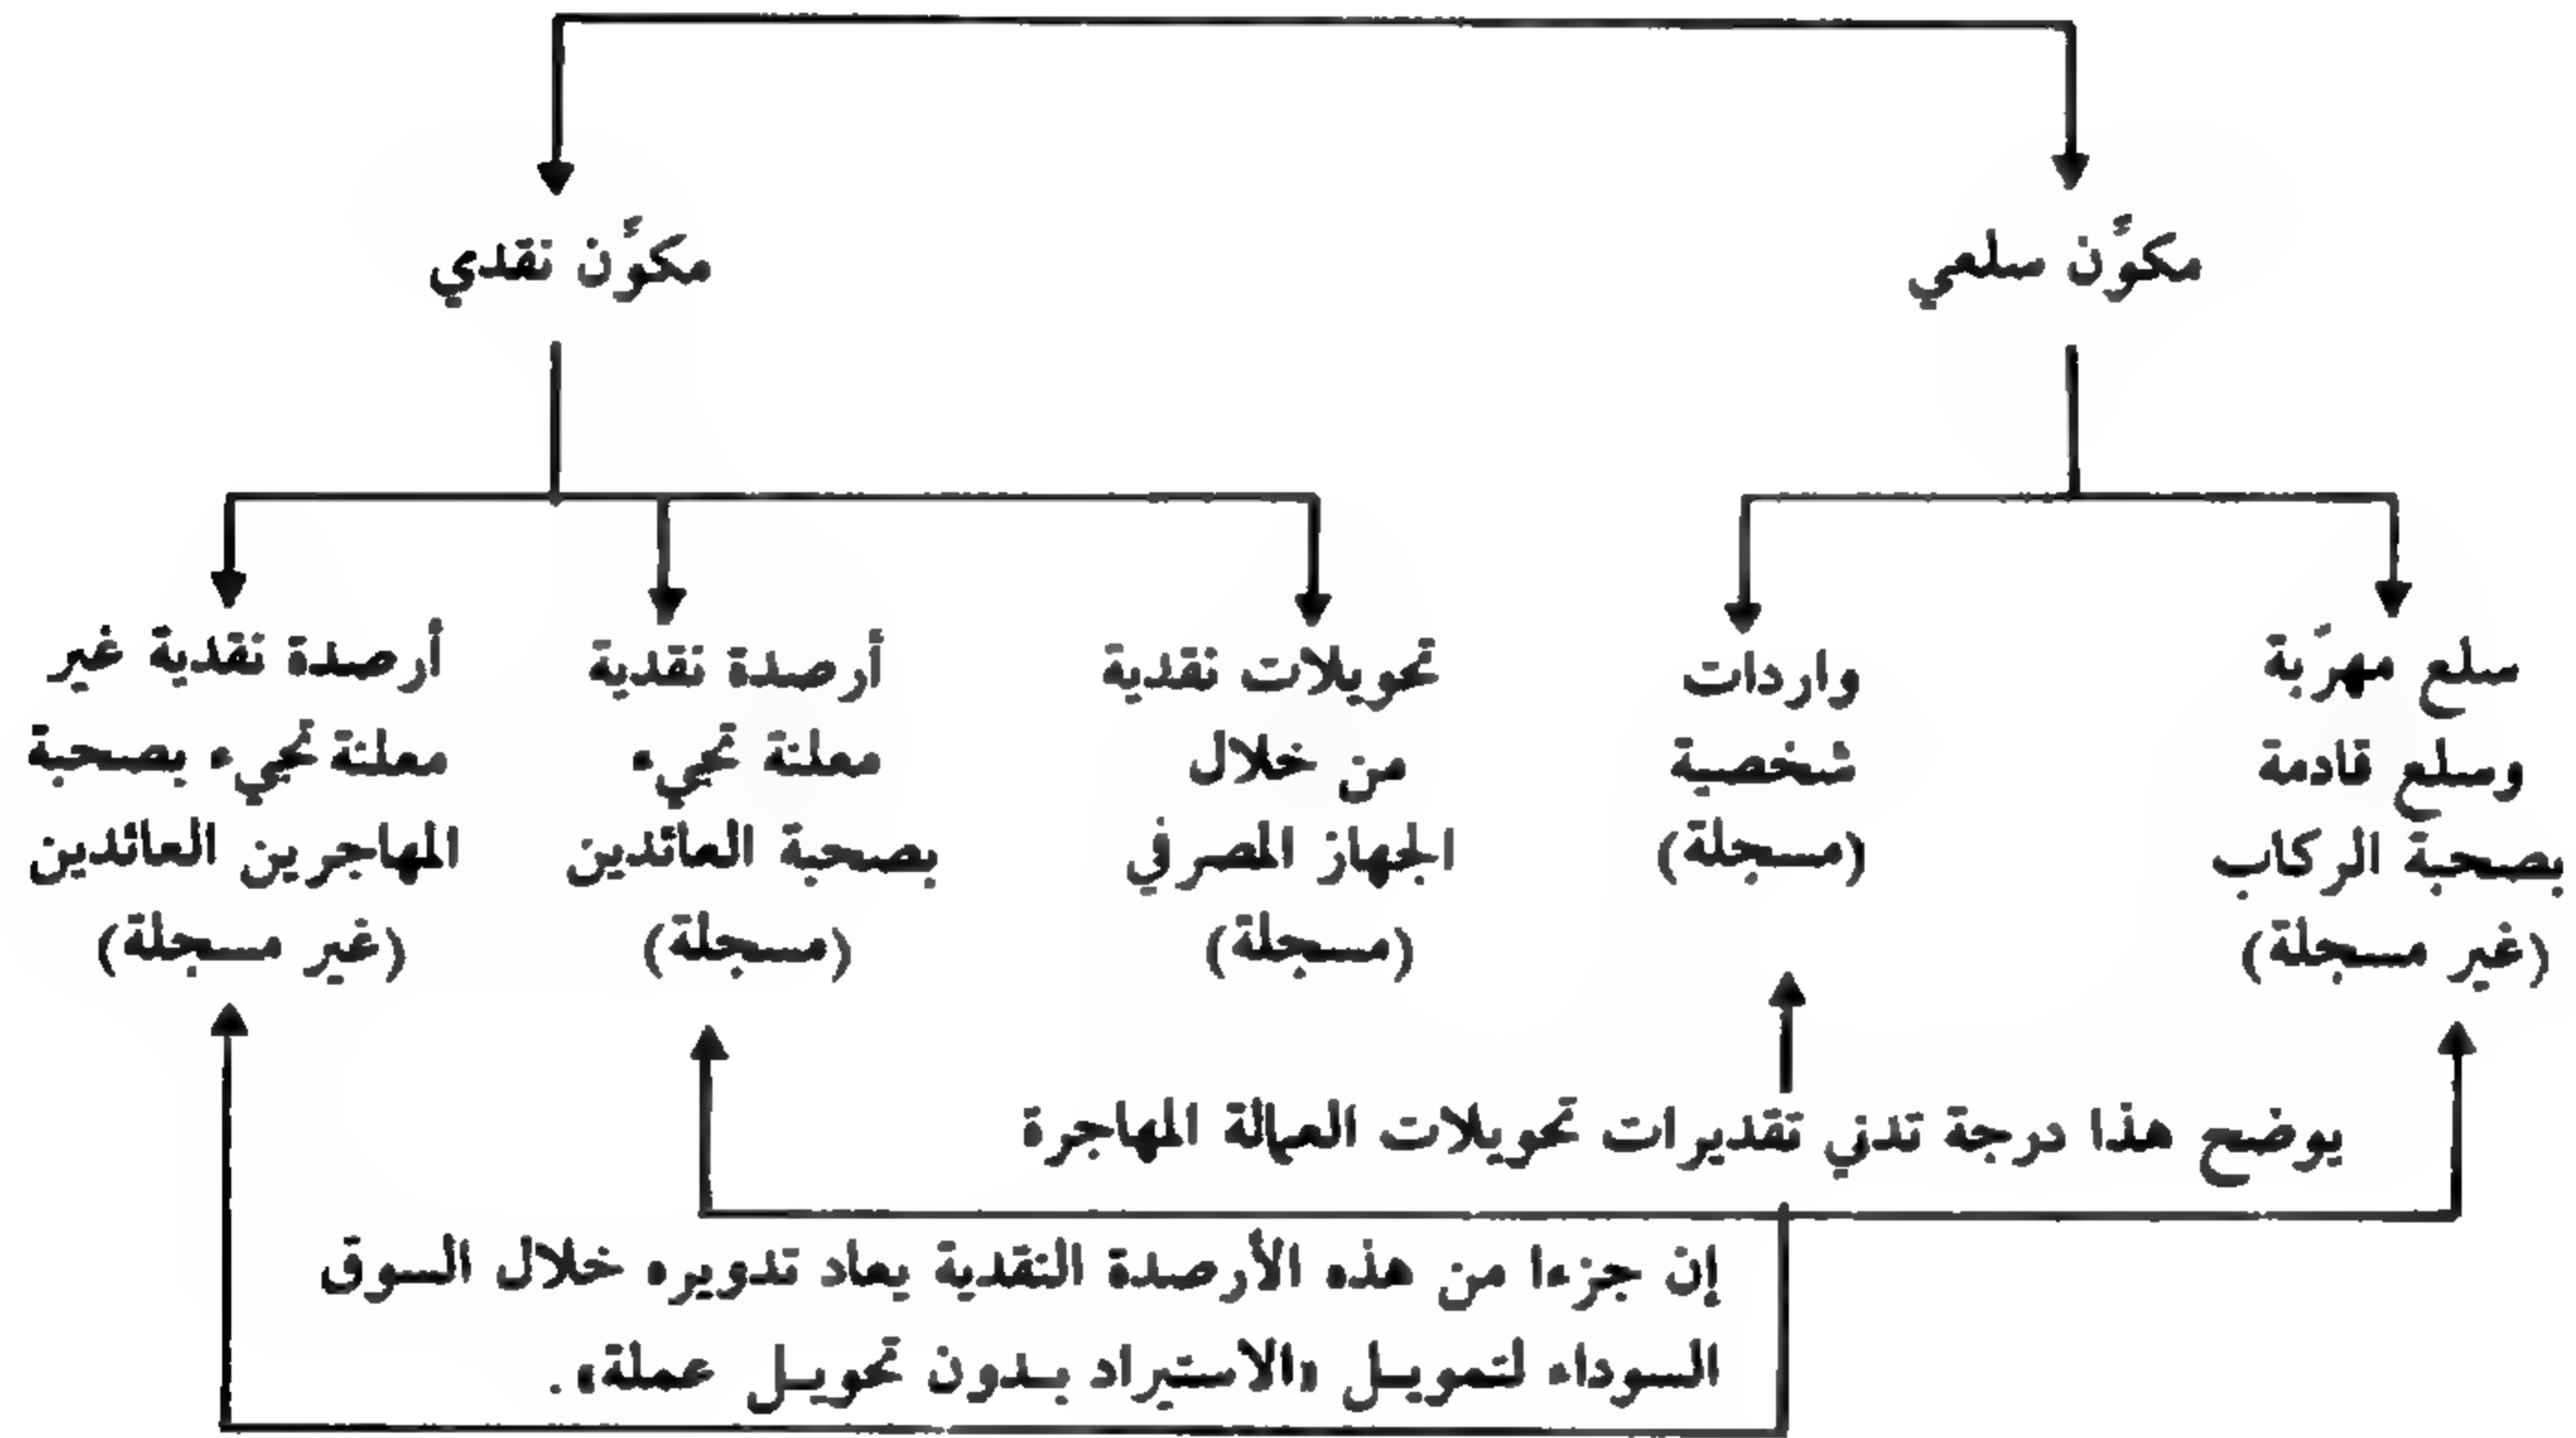 مكوَّن سلعي
مكوَّن نقدي
سلع مهرَبة
وسلع قادمة
بصحبة الركاب
(غير مسجلة)
واردات
شخصية
(مسجلة)
تحويلات نقدية
من خلال
الجهاز المصرفي
(مسجلة)
أرصدة نقدية
معلنة تجيء
بصحبة العائدين
(مسجلة)
أرصدة نقدية غير
معلنة تجيء بصحبة
المهاجرين العائدين
(غير مسجلة)
يوضح هذا درجة تدني تقديرات تحويلات العمالة المهاجرة
إن جزءا من هذه الأرصدة النقدية يعاد تدويره خلال السوق
السوداء لتمويل «الاستيراد بدون تحويل عملة».